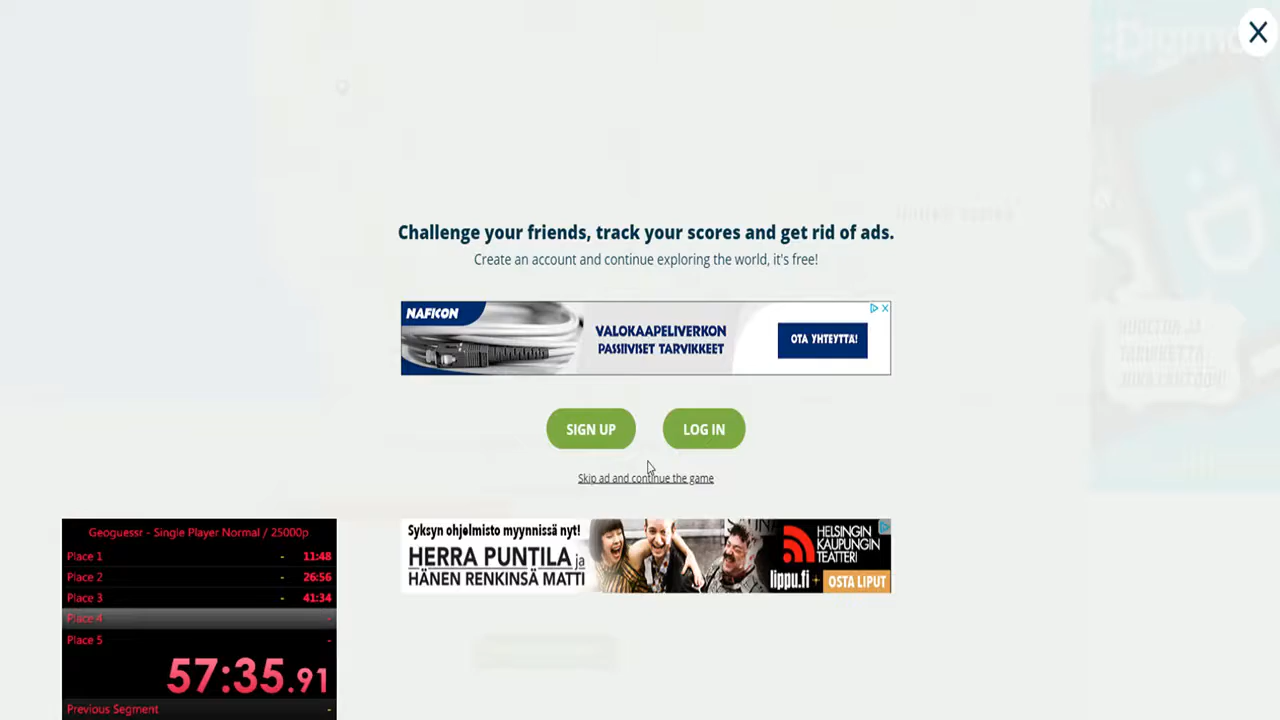 X
Challenge your friends, track your scores and get rid of ads.
Create an account and continue exploring the world, it's free!
NAFICON
VALOKAAPELIVERKON
PASSIIVISET TARVIKKEET
OTA YHTEYTTÄ!
SIGN UP
LOG IN
Skip ad and continue the game
Geoguessr - Single Player Normal / 25000p
Place 1 - 11:48
Place 2 - 26:56
Place 3 - 41:34
Place 4 -
Place 5 -
57:35.91
Previous Segment -
Syksyn ohjelmisto myynnissä nyt!
HERRA PUNTILA ja
HÄNEN RENKINSÄ MATTI
HELSINGIN
KAUPUNGIN
TEATTERI
lippu.fi + OSTA LIPUT